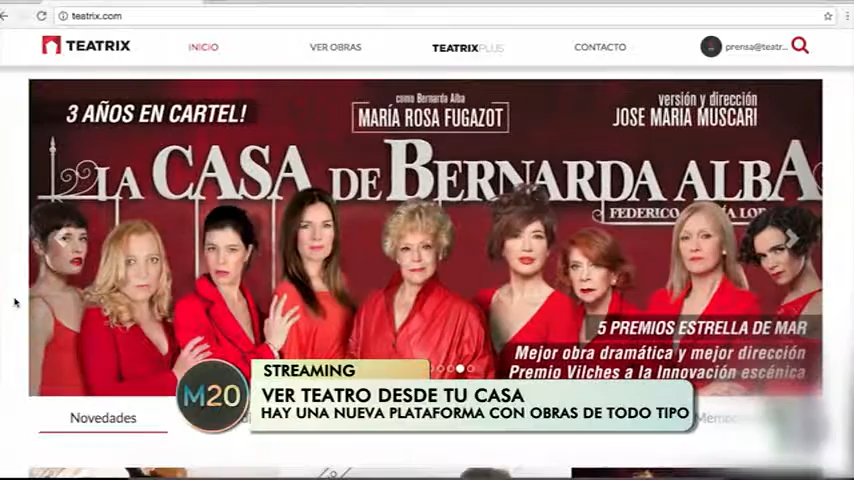 teatrix.com
TEATRIX
INICIO
VER OBRAS
TEATRIXPLUS
CONTACTO
prensa@teatr...
3 AÑOS EN CARTEL!
como Bernarda Alba
MARÍA ROSA FUGAZOT
versión y dirección
JOSE MARIA MUSCARI
LA CASA DE BERNARDA ALBA
FEDERICO
5 PREMIOS ESTRELLA DE MAR
Mejor obra dramática y mejor dirección
Premio Vilches a la Innovación escénica
STREAMING
M20
VER TEATRO DESDE TU CASA
HAY UNA NUEVA PLATAFORMA CON OBRAS DE TODO TIPO
Novedades